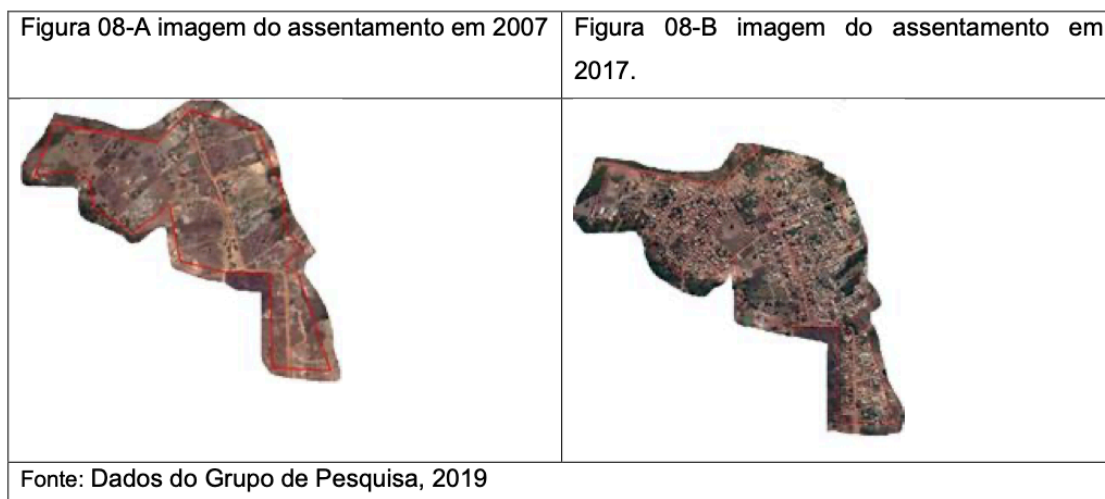 Figura 08-A imagem do assentamento em 2007
Figura 08-B imagem do assentamento em
2017.
Fonte: Dados do Grupo de Pesquisa, 2019